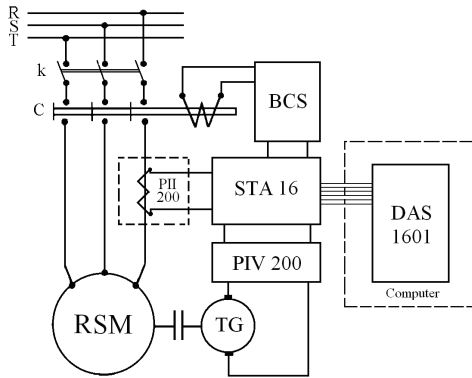 R
S
T
k
C
BCS
PII
200
STA 16
DAS
1601
PIV 200
Computer
RSM
TG